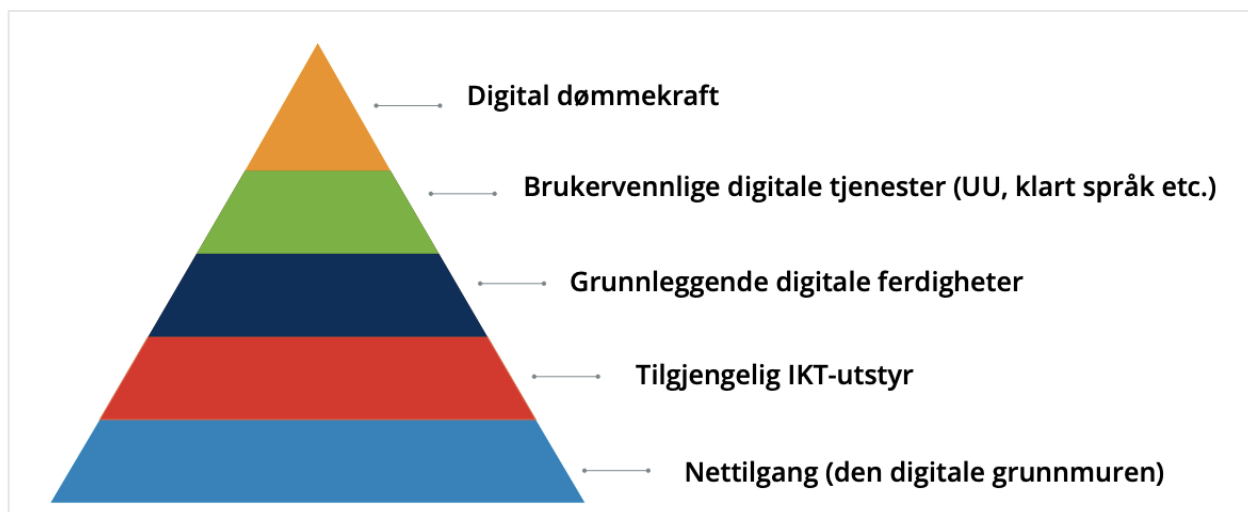 Digital dømmekraft
Brukervennlige digitale tjenester (UU, klart språk etc.)
Grunnleggende digitale ferdigheter
Tilgjengelig IKT-utstyr
Nettilgang (den digitale grunnmuren)